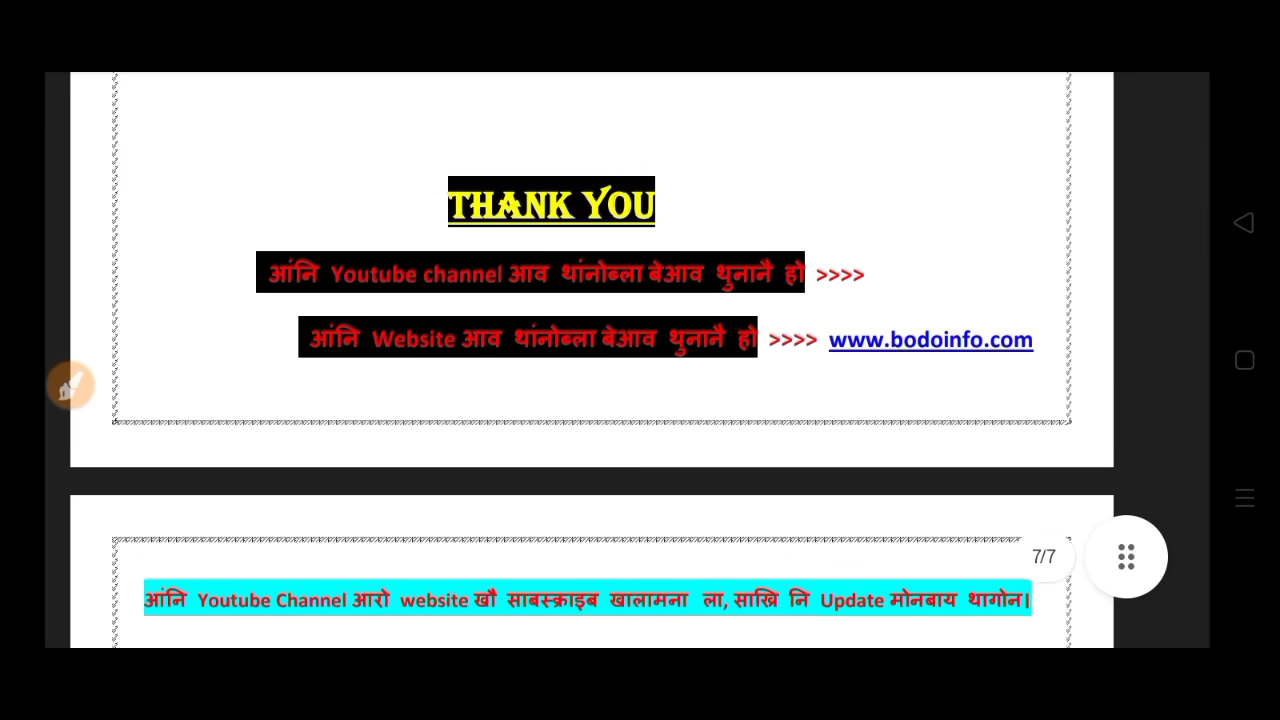 THANK YOU
आंनि Youtube channel आव थांनोब्ला बेआव थुनानै हो >>>>
आंनि Website आव थांनोब्ला बेआव थुनानै हो >>>> www.bodoinfo.com
7/7
आंनि Youtube Channel आरो website खौ साबस्क्राइब खालामना ला, साख्रि नि Update मोनबाय थागोन।